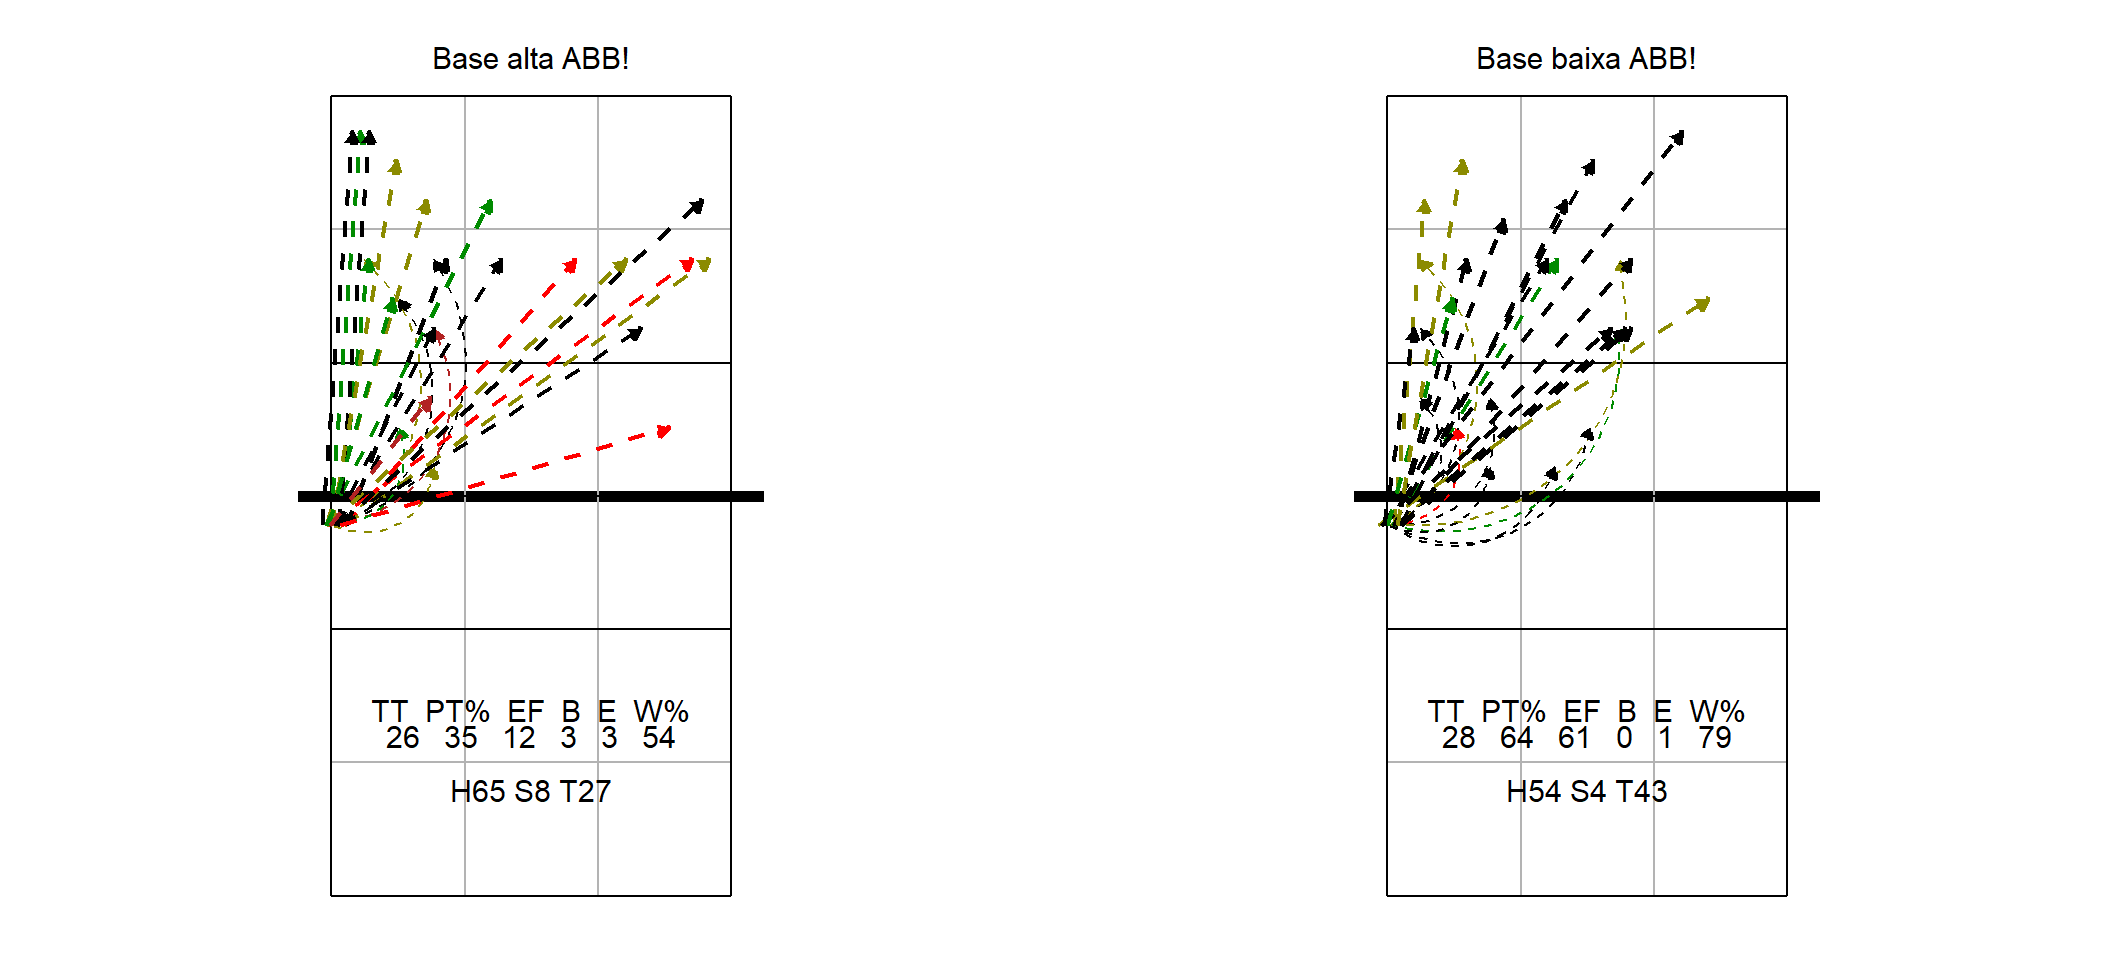 Base alta ABB!
TT PT% EF B E W%
26 35 12 3 3 54
H65 S8 T27
Base baixa ABB!
TT PT% EF B E W%
28 64 61 0 1 79
H54 S4 T43